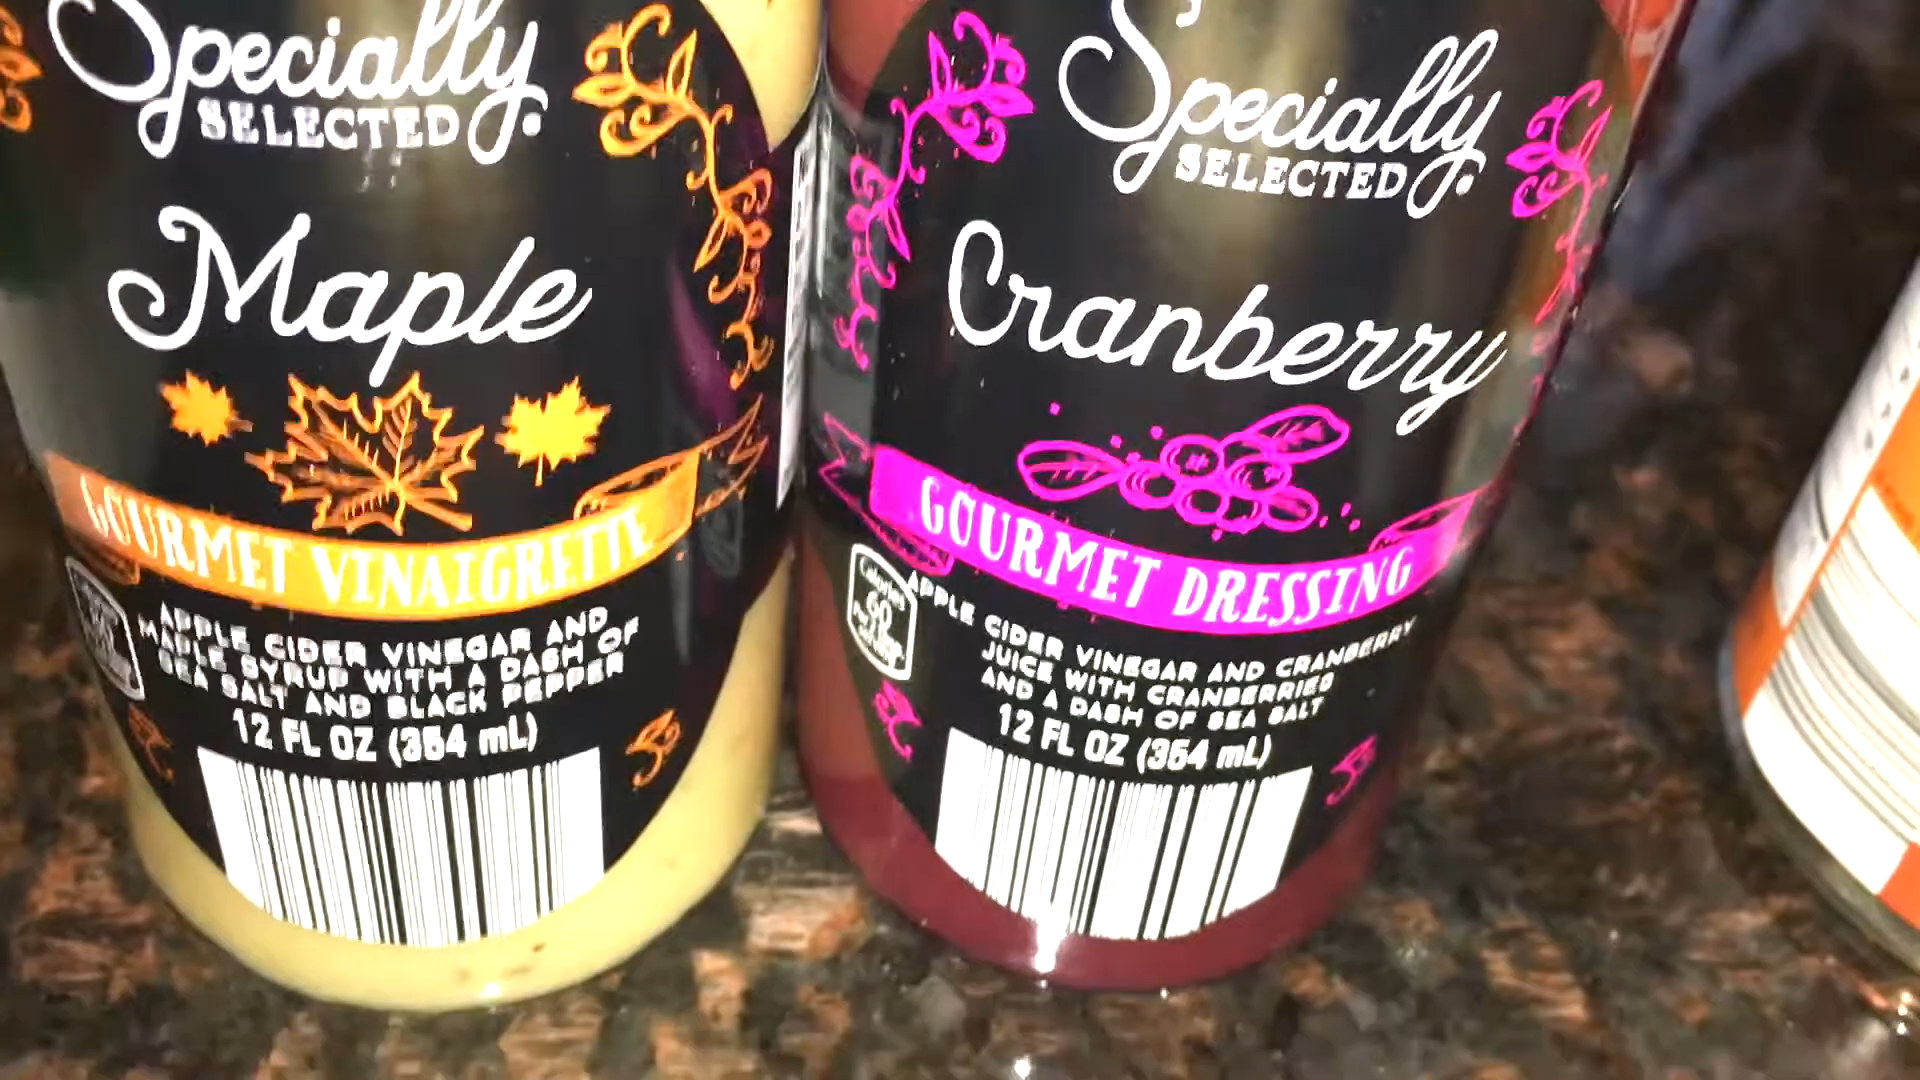 Specially
SELECTED
Maple
GOURMET VINAIGRETTE
APPLE CIDER VINEGAR AND
MAPLE SYRUP WITH A DASH OF
SEA SALT AND BLACK PEPPER
12 FL OZ (354 mL)
Specially
SELECTED
Cranberry
GOURMET DRESSING
Calories
60
APPLE CIDER VINEGAR AND CRANBERRY
JUICE WITH CRANBERRIES
AND A DASH OF SEA SALT
12 FL OZ (354 mL)